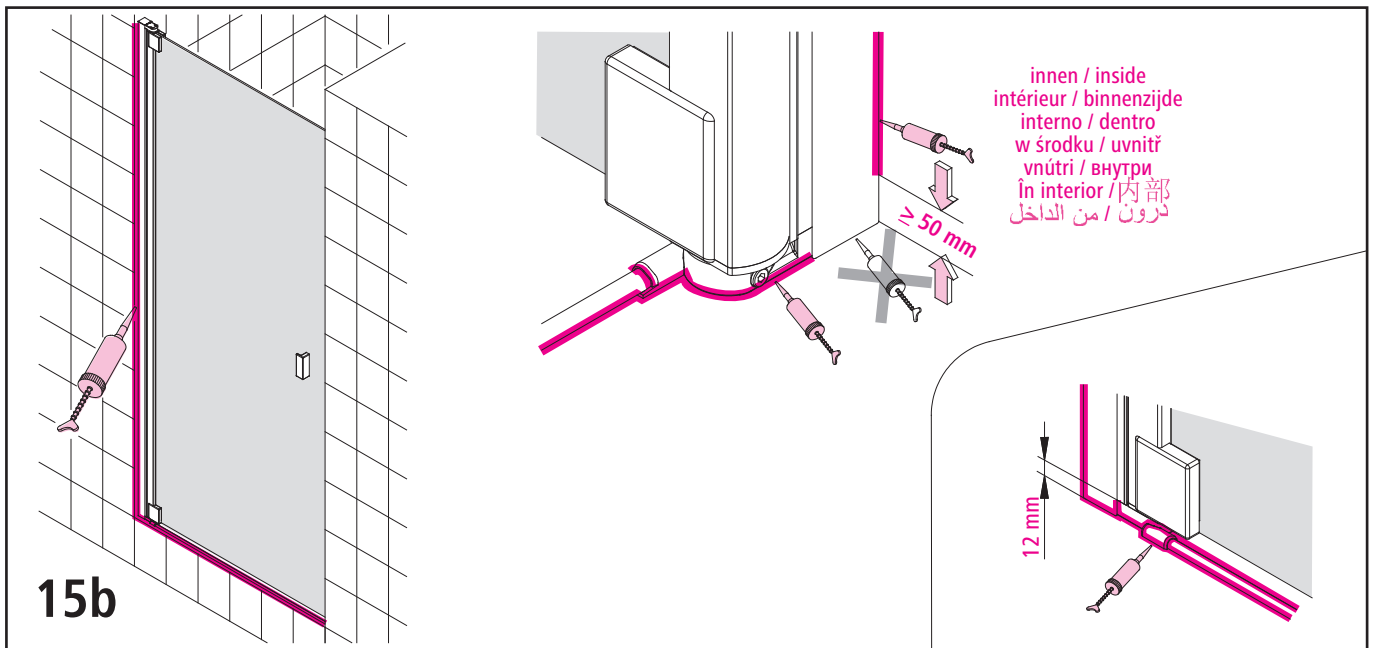 innen / inside
intérieur / binnenzijde
interno / dentro
w środku / uvnitř
vnútri / внутри
În interior / 内部
درون / من الداخل
≥ 50 mm
12 mm
15b